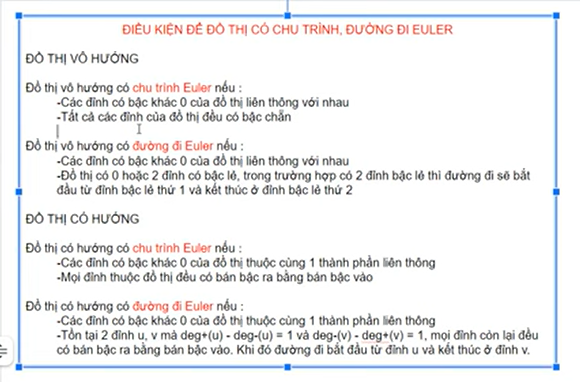 ĐIỀU KIỆN ĐỂ ĐỒ THỊ CÓ CHU TRÌNH, ĐƯỜNG ĐI EULER
ĐỒ THỊ VÔ HƯỚNG
Đồ thị vô hướng có chu trình Euler nếu :
-Các đỉnh có bậc khác 0 của đồ thị liên thông với nhau
-Tất cả các đỉnh của đồ thị đều có bậc chẵn
Đồ thị vô hướng có đường đi Euler nếu :
-Các đỉnh có bậc khác 0 của đồ thị liên thông với nhau
-Đồ thị có 0 hoặc 2 đỉnh có bậc lẻ, trong trường hợp có 2 đỉnh bậc lẻ thì đường đi sẽ bắt
đầu từ đỉnh bậc lẻ thứ 1 và kết thúc ở đỉnh bậc lẻ thứ 2
ĐỒ THỊ CÓ HƯỚNG
Đồ thị có hướng có chu trình Euler nếu :
-Các đỉnh có bậc khác 0 của đồ thị thuộc cùng 1 thành phần liên thông
-Mọi đỉnh thuộc đồ thị đều có bán bậc ra bằng bán bậc vào
Đồ thị có hướng có đường đi Euler nếu :
-Các đỉnh có bậc khác 0 của đồ thị thuộc cùng 1 thành phần liên thông
-Tồn tại 2 đỉnh u, v mà deg+(u) - deg-(u) = 1 và deg-(v) - deg+(v) = 1, mọi đỉnh còn lại đều
có bán bậc ra bằng bán bậc vào. Khi đó đường đi bắt đầu từ đỉnh u và kết thúc ở đỉnh v.